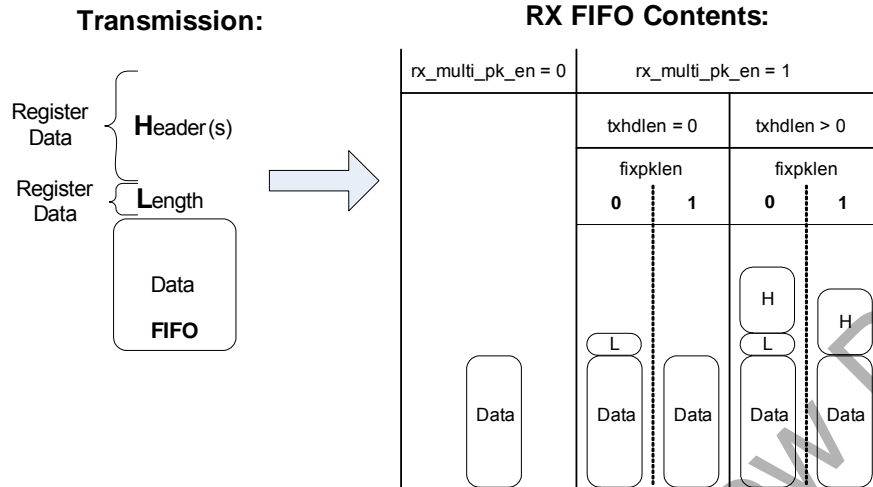 Transmission:
RX FIFO Contents:
Register
Data
Header(s)
Register
Data
Length
Data
FIFO
rx_multi_pk_en = 0
rx_multi_pk_en = 1
txhdlen = 0
txhdlen > 0
fixpklen
fixpklen
0
1
0
1
H
H
L
L
Data
Data
Data
Data
Data